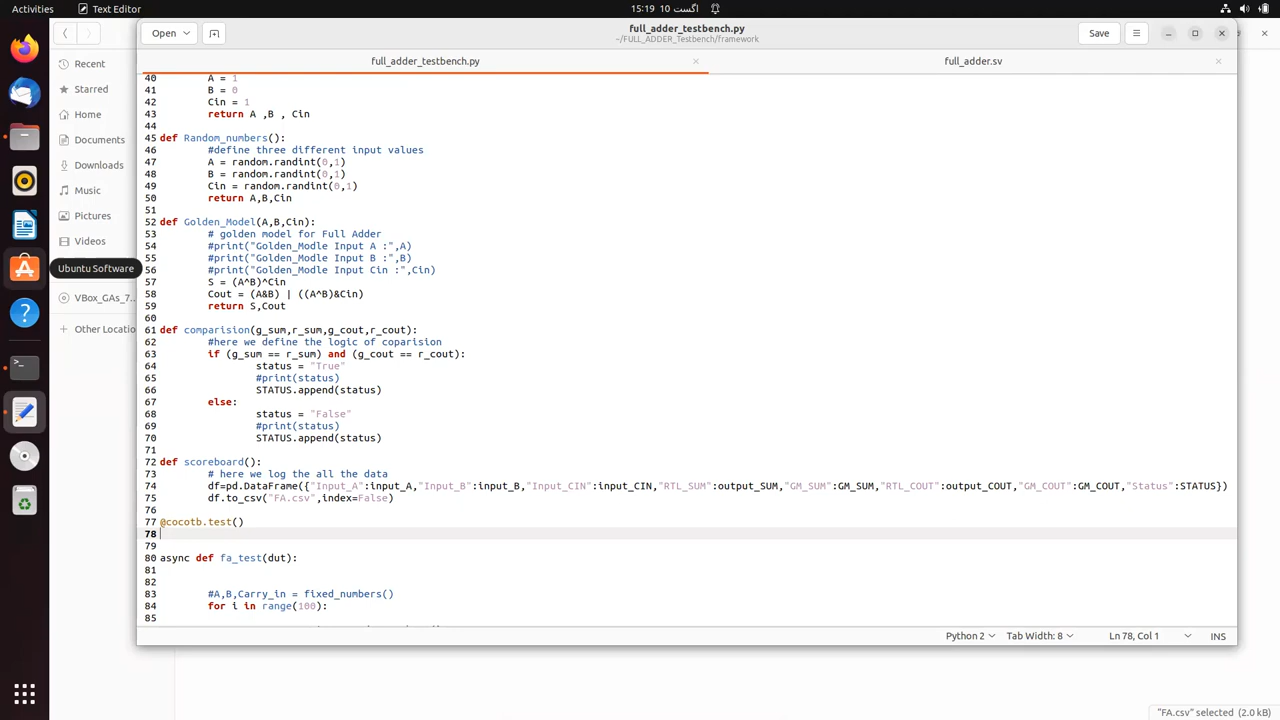 Activities
Text Editor
15:19 10 اگست
Open
full_adder_testbench.py
~/FULL_ADDER_Testbench/framework
Save
full_adder_testbench.py
full_adder.sv
Recent
Starred
Home
Documents
Downloads
Music
Pictures
Videos
Ubuntu Software
VBox_GAs_7...
Other Locatio
40 A = 1
41 B = 0
42 Cin = 1
43 return A ,B , Cin
44
45 def Random_numbers():
46 #define three different input values
47 A = random.randint(0,1)
48 B = random.randint(0,1)
49 Cin = random.randint(0,1)
50 return A,B,Cin
51
52 def Golden_Model(A,B,Cin):
53 # golden model for Full Adder
54 #print("Golden_Modle Input A :",A)
55 #print("Golden_Modle Input B :",B)
56 #print("Golden_Modle Input Cin :",Cin)
57 S = (A^B)^Cin
58 Cout = (A&B) | ((A^B)&Cin)
59 return S,Cout
60
61 def comparision(g_sum,r_sum,g_cout,r_cout):
62 #here we define the logic of coparision
63 if (g_sum == r_sum) and (g_cout == r_cout):
64 status = "True"
65 #print(status)
66 STATUS.append(status)
67 else:
68 status = "False"
69 #print(status)
70 STATUS.append(status)
71
72 def scoreboard():
73 # here we log the all the data
74 df=pd.DataFrame({"Input_A":input_A,"Input_B":input_B,"Input_CIN":input_CIN,"RTL_SUM":output_SUM,"GM_SUM":GM_SUM,"RTL_COUT":output_COUT,"GM_COUT":GM_COUT,"Status":STATUS})
75 df.to_csv("FA.csv",index=False)
76
77 @cocotb.test()
78
79
80 async def fa_test(dut):
81
82
83 #A,B,Carry_in = fixed_numbers()
84 for i in range(100):
85
Python 2
Tab Width: 8
Ln 78, Col 1
INS
"FA.csv" selected (2.0 kB)